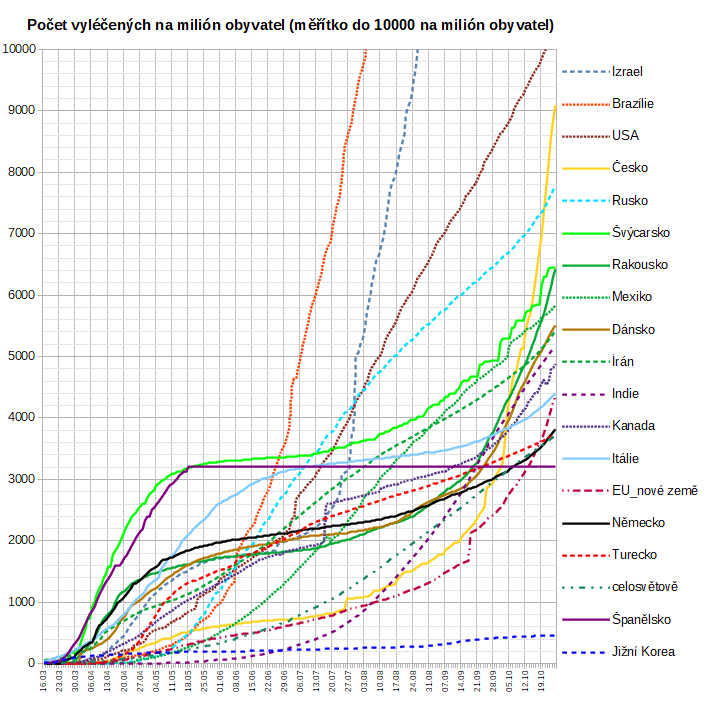 Počet vyléčených na milión obyvatel (měřítko do 10000 na milión obyvatel)
10000
9000
8000
7000
6000
5000
4000
3000
2000
1000
0
16.03
23.03
30.03
06.04
13.04
20.04
27.04
04.05
11.05
18.05
25.05
01.06
08.06
15.06
22.06
29.06
06.07
13.07
20.07
27.07
03.08
10.08
17.08
24.08
31.08
07.09
14.09
21.09
28.09
05.10
12.10
19.10
Izrael
Brazílie
USA
Česko
Rusko
Švýcarsko
Rakousko
Mexiko
Dánsko
Írán
Indie
Kanada
Itálie
EU_nové země
Německo
Turecko
celosvětově
Španělsko
Jižní Korea